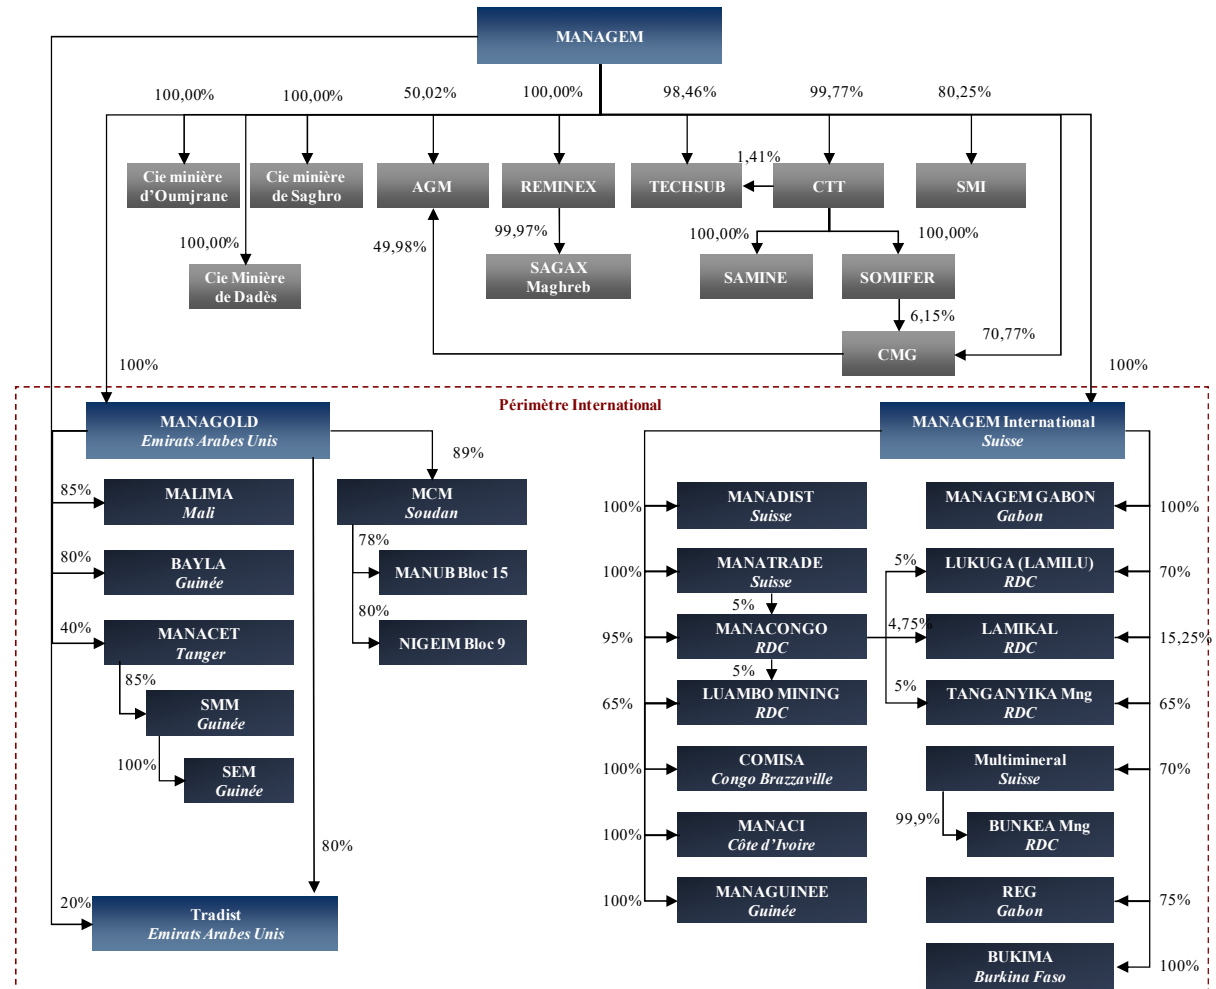 MANAGEM
100,00%
100,00%
50,02%
100,00%
98,46%
99,77%
80,25%
Cie minière
d'Oumjrane
Cie minière
de Saghro
AGM
REMINEX
TECHSUB
1,41%
CTT
SMI
100,00%
49,98%
99,97%
100,00%
100,00%
Cie Minière
de Dadès
SAGAX
Maghreb
SAMINE
SOMIFER
6,15%
70,77%
CMG
100%
100%
Périmètre International
MANAGOLD
Emirats Arabes Unis
MANAGEM International
Suisse
89%
85%
MALIMA
Mali
MCM
Soudan
100%
MANADIST
Suisse
MANAGEM GABON
Gabon
100%
78%
80%
BAYLA
Guinée
MANUB Bloc 15
100%
MANATRADE
Suisse
5%
LUKUGA (LAMILU)
RDC
70%
80%
5%
40%
MANACET
Tanger
NIGEIM Bloc 9
95%
MANACONGO
RDC
4,75%
LAMIKAL
RDC
15,25%
85%
5%
5%
SMM
Guinée
65%
LUAMBO MINING
RDC
TANGANYIKA Mng
RDC
65%
100%
SEM
Guinée
100%
COMISA
Congo Brazzaville
Multimineral
Suisse
70%
99,9%
80%
100%
MANACI
Côte d'Ivoire
BUNKEA Mng
RDC
20%
Tradist
Emirats Arabes Unis
100%
MANAGUINEE
Guinée
REG
Gabon
75%
BUKIMA
Burkina Faso
100%